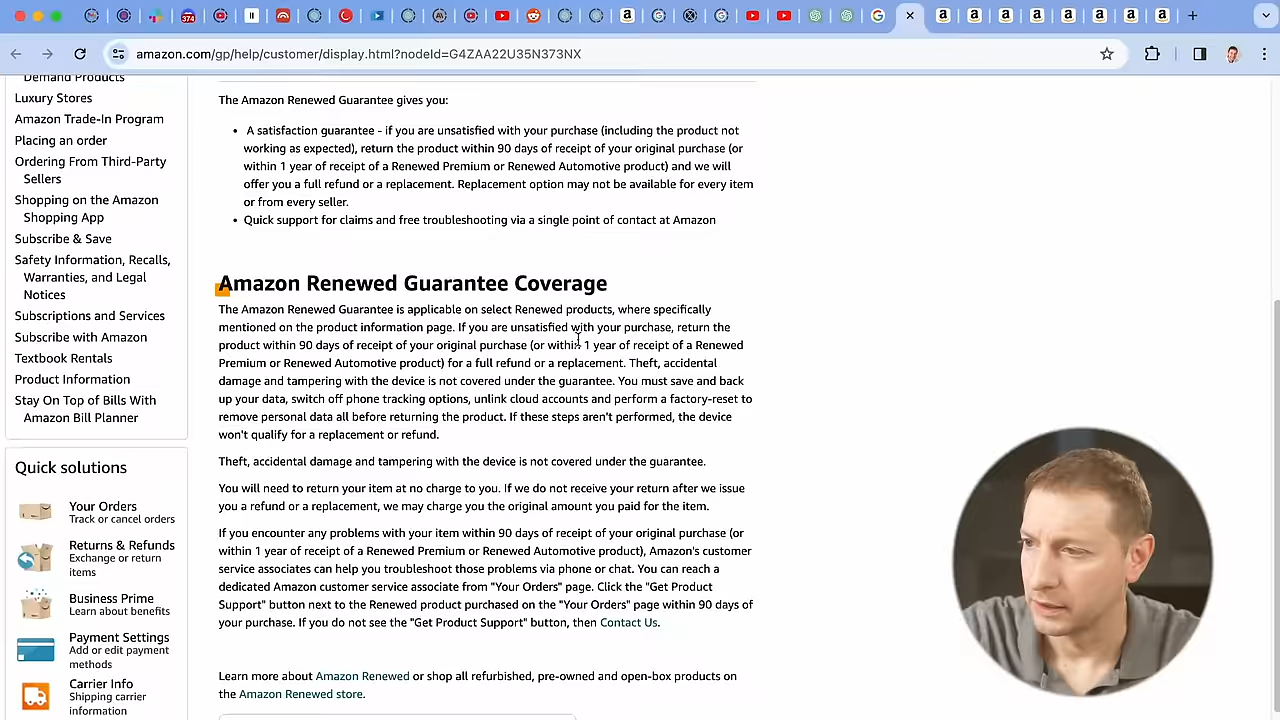 374
amazon.com/gp/help/customer/display.html?nodeId=G4ZAA22U35N373NX
Demand Products
Luxury Stores
Amazon Trade-In Program
Placing an order
Ordering From Third-Party
Sellers
Shopping on the Amazon
Shopping App
Subscribe & Save
Safety Information, Recalls,
Warranties, and Legal
Notices
Subscriptions and Services
Subscribe with Amazon
Textbook Rentals
Product Information
Stay On Top of Bills With
Amazon Bill Planner
Quick solutions
Your Orders
Track or cancel orders
Returns & Refunds
Exchange or return
items
Business Prime
Learn about benefits
Payment Settings
Add or edit payment
methods
Carrier Info
Shipping carrier
information
The Amazon Renewed Guarantee gives you:
• A satisfaction guarantee - if you are unsatisfied with your purchase (including the product not
working as expected), return the product within 90 days of receipt of your original purchase (or
within 1 year of receipt of a Renewed Premium or Renewed Automotive product) and we will
offer you a full refund or a replacement. Replacement option may not be available for every item
or from every seller.
• Quick support for claims and free troubleshooting via a single point of contact at Amazon
Amazon Renewed Guarantee Coverage
The Amazon Renewed Guarantee is applicable on select Renewed products, where specifically
mentioned on the product information page. If you are unsatisfied with your purchase, return the
product within 90 days of receipt of your original purchase (or within 1 year of receipt of a Renewed
Premium or Renewed Automotive product) for a full refund or a replacement. Theft, accidental
damage and tampering with the device is not covered under the guarantee. You must save and back
up your data, switch off phone tracking options, unlink cloud accounts and perform a factory-reset to
remove personal data all before returning the product. If these steps aren't performed, the device
won't qualify for a replacement or refund.
Theft, accidental damage and tampering with the device is not covered under the guarantee.
You will need to return your item at no charge to you. If we do not receive your return after we issue
you a refund or a replacement, we may charge you the original amount you paid for the item.
If you encounter any problems with your item within 90 days of receipt of your original purchase (or
within 1 year of receipt of a Renewed Premium or Renewed Automotive product), Amazon's customer
service associates can help you troubleshoot those problems via phone or chat. You can reach a
dedicated Amazon customer service associate from "Your Orders" page. Click the "Get Product
Support" button next to the Renewed product purchased on the "Your Orders" page within 90 days of
your purchase. If you do not see the "Get Product Support" button, then Contact Us.
Learn more about Amazon Renewed or shop all refurbished, pre-owned and open-box products on
the Amazon Renewed store.